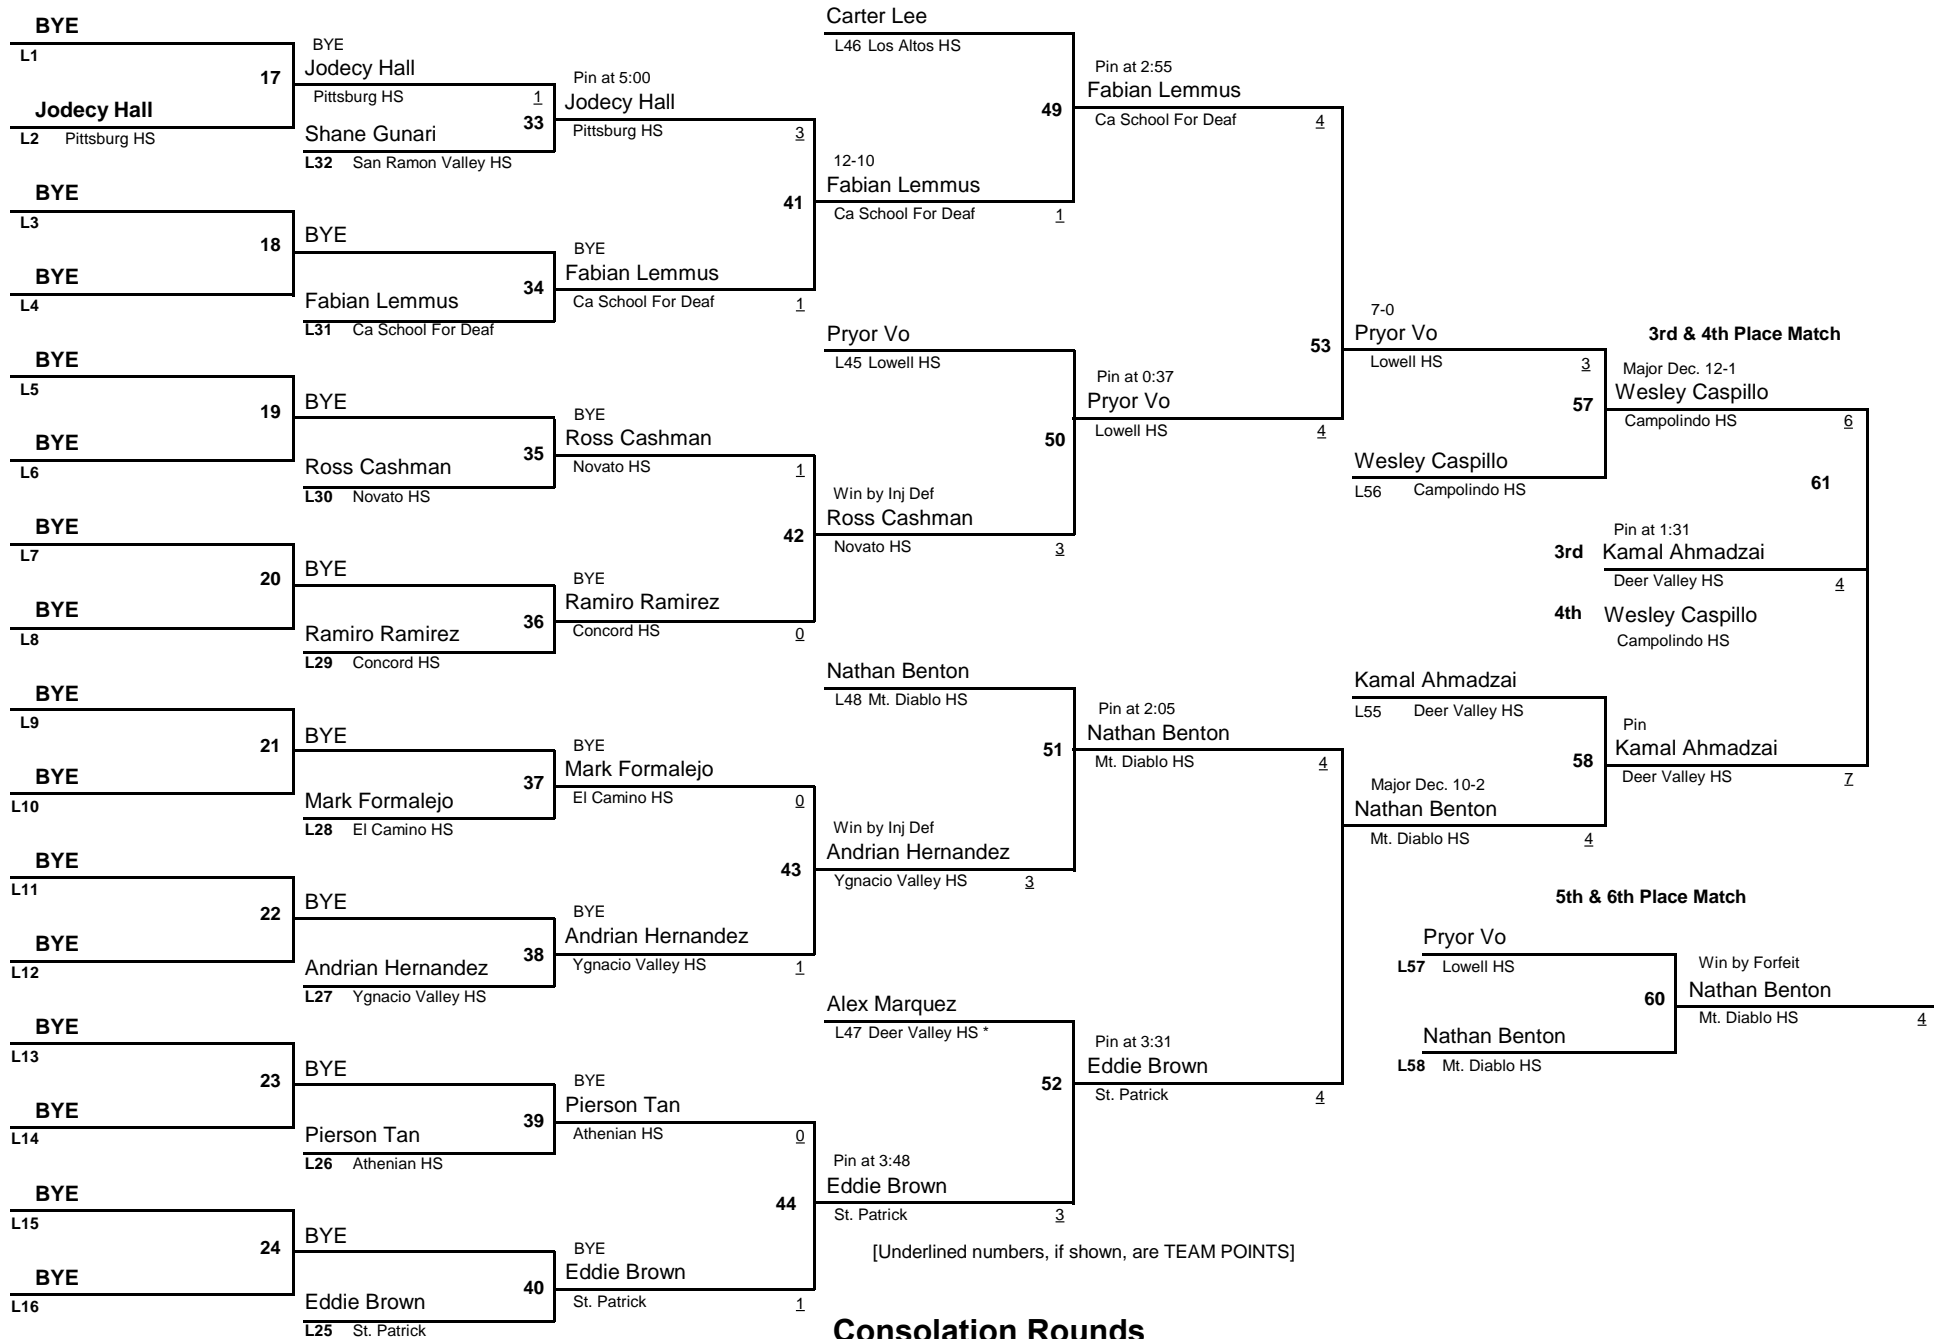 BYE
L1
17
Jodecy Hall
L2 Pittsburg HS
BYE
L3
18
BYE
L4
BYE
L5
19
BYE
L6
BYE
L7
20
BYE
L8
BYE
L9
21
BYE
L10
BYE
L11
22
BYE
L12
BYE
L13
23
BYE
L14
BYE
L15
24
BYE
L16
BYE
Jodecy Hall
Pittsburg HS 1
33
Shane Gunari
L32 San Ramon Valley HS
BYE
34
Fabian Lemmus
L31 Ca School For Deaf
BYE
35
Ross Cashman
L30 Novato HS
BYE
36
Ramiro Ramirez
L29 Concord HS
BYE
37
Mark Formalejo
L28 El Camino HS
BYE
38
Andrian Hernandez
L27 Ygnacio Valley HS
BYE
39
Pierson Tan
L26 Athenian HS
BYE
40
Eddie Brown
L25 St. Patrick
Pin at 5:00
Jodecy Hall
Pittsburg HS 3
41
BYE
Fabian Lemmus
Ca School For Deaf 1
BYE
Ross Cashman
Novato HS 1
42
BYE
Ramiro Ramirez
Concord HS 0
BYE
Mark Formalejo
El Camino HS 0
43
BYE
Andrian Hernandez
Ygnacio Valley HS 1
BYE
Pierson Tan
Athenian HS 0
44
BYE
Eddie Brown
St. Patrick 1
Carter Lee
L46 Los Altos HS
49
12-10
Fabian Lemmus
Ca School For Deaf 1
Pryor Vo
L45 Lowell HS
50
Win by Inj Def
Ross Cashman
Novato HS 3
Nathan Benton
L48 Mt. Diablo HS
51
Win by Inj Def
Andrian Hernandez
Ygnacio Valley HS 3
Alex Marquez
L47 Deer Valley HS *
52
Pin at 3:48
Eddie Brown
St. Patrick 3
[Underlined numbers, if shown, are TEAM POINTS]
Consolation Rounds
Pin at 2:55
Fabian Lemmus
Ca School For Deaf 4
53
Pin at 0:37
Pryor Vo
Lowell HS 4
Pin at 2:05
Nathan Benton
Mt. Diablo HS 4
Pin at 3:31
Eddie Brown
St. Patrick 4
7-0
Pryor Vo
Lowell HS 3
57
Wesley Caspillo
L56 Campolindo HS
3rd & 4th Place Match
Major Dec. 12-1
Wesley Caspillo
Campolindo HS 6
61
Pin at 1:31
3rd Kamal Ahmadzai
Deer Valley HS 4
4th Wesley Caspillo
Campolindo HS
Kamal Ahmadzai
L55 Deer Valley HS
58
Major Dec. 10-2
Nathan Benton
Mt. Diablo HS 4
Pin
Kamal Ahmadzai
Deer Valley HS 7
5th & 6th Place Match
Pryor Vo
L57 Lowell HS
60
Nathan Benton
L58 Mt. Diablo HS
Win by Forfeit
Nathan Benton
Mt. Diablo HS 4